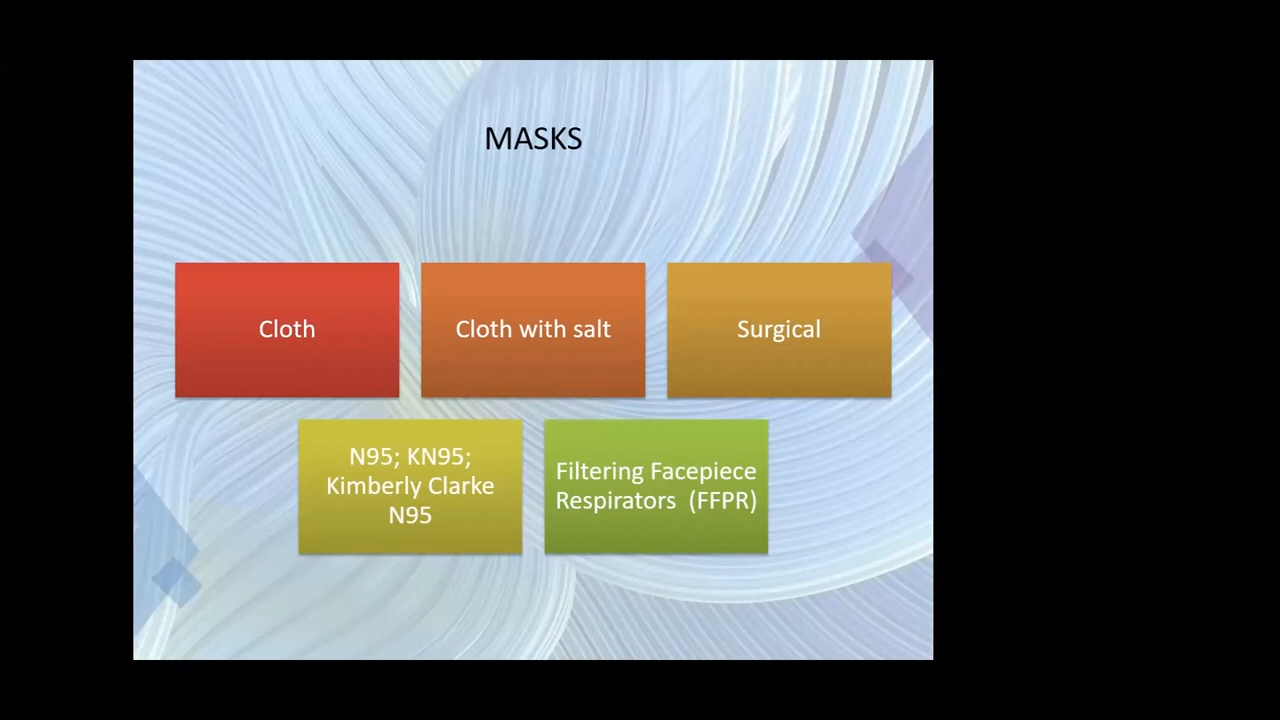 MASKS
Cloth
Cloth with salt
Surgical
N95; KN95;
Kimberly Clarke
N95
Filtering Facepiece
Respirators (FFPR)